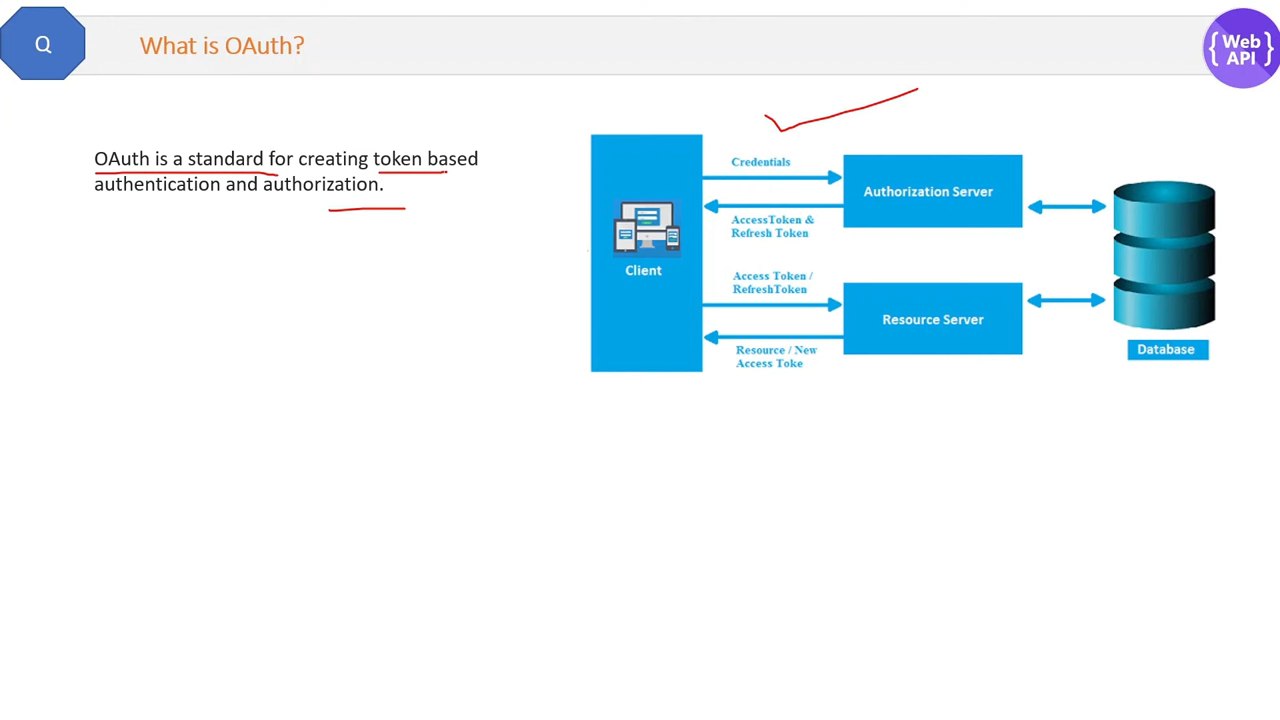 Q
What is OAuth?
{Web
API}
OAuth is a standard for creating token based
authentication and authorization.
Credentials
Authorization Server
AccessToken &
Refresh Token
Client
Access Token /
RefreshToken
Resource Server
Resource / New
Access Toke
Database